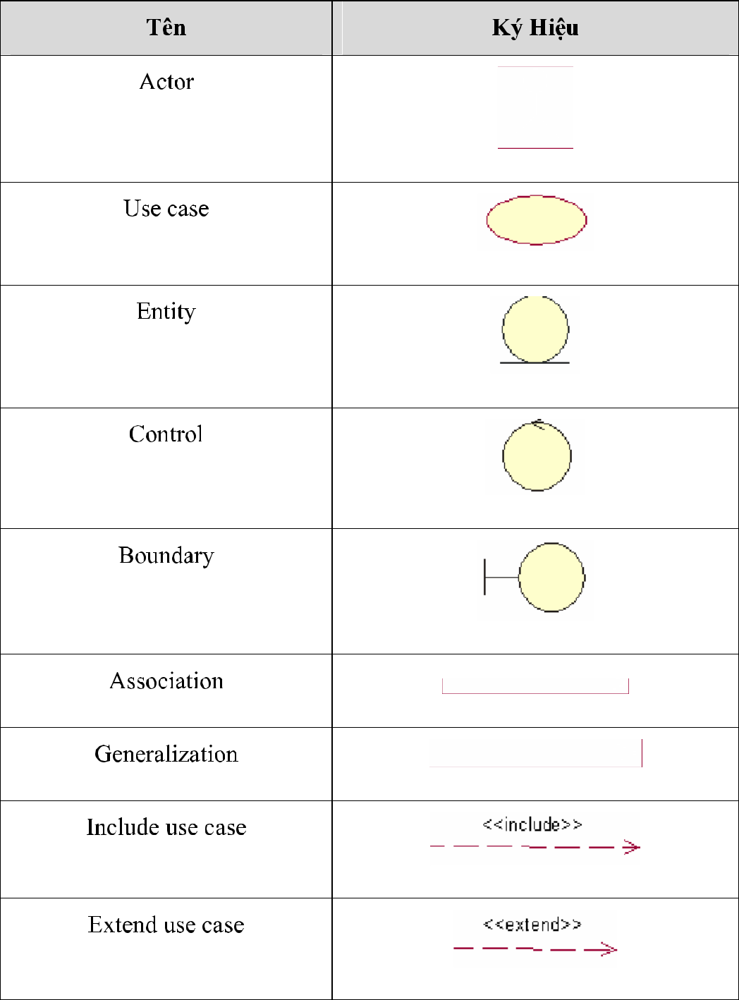 Tên
Ký Hiệu
Actor
Use case
Entity
Control
Boundary
Association
Generalization
Include use case
<<include>>
Extend use case
<<extend>>